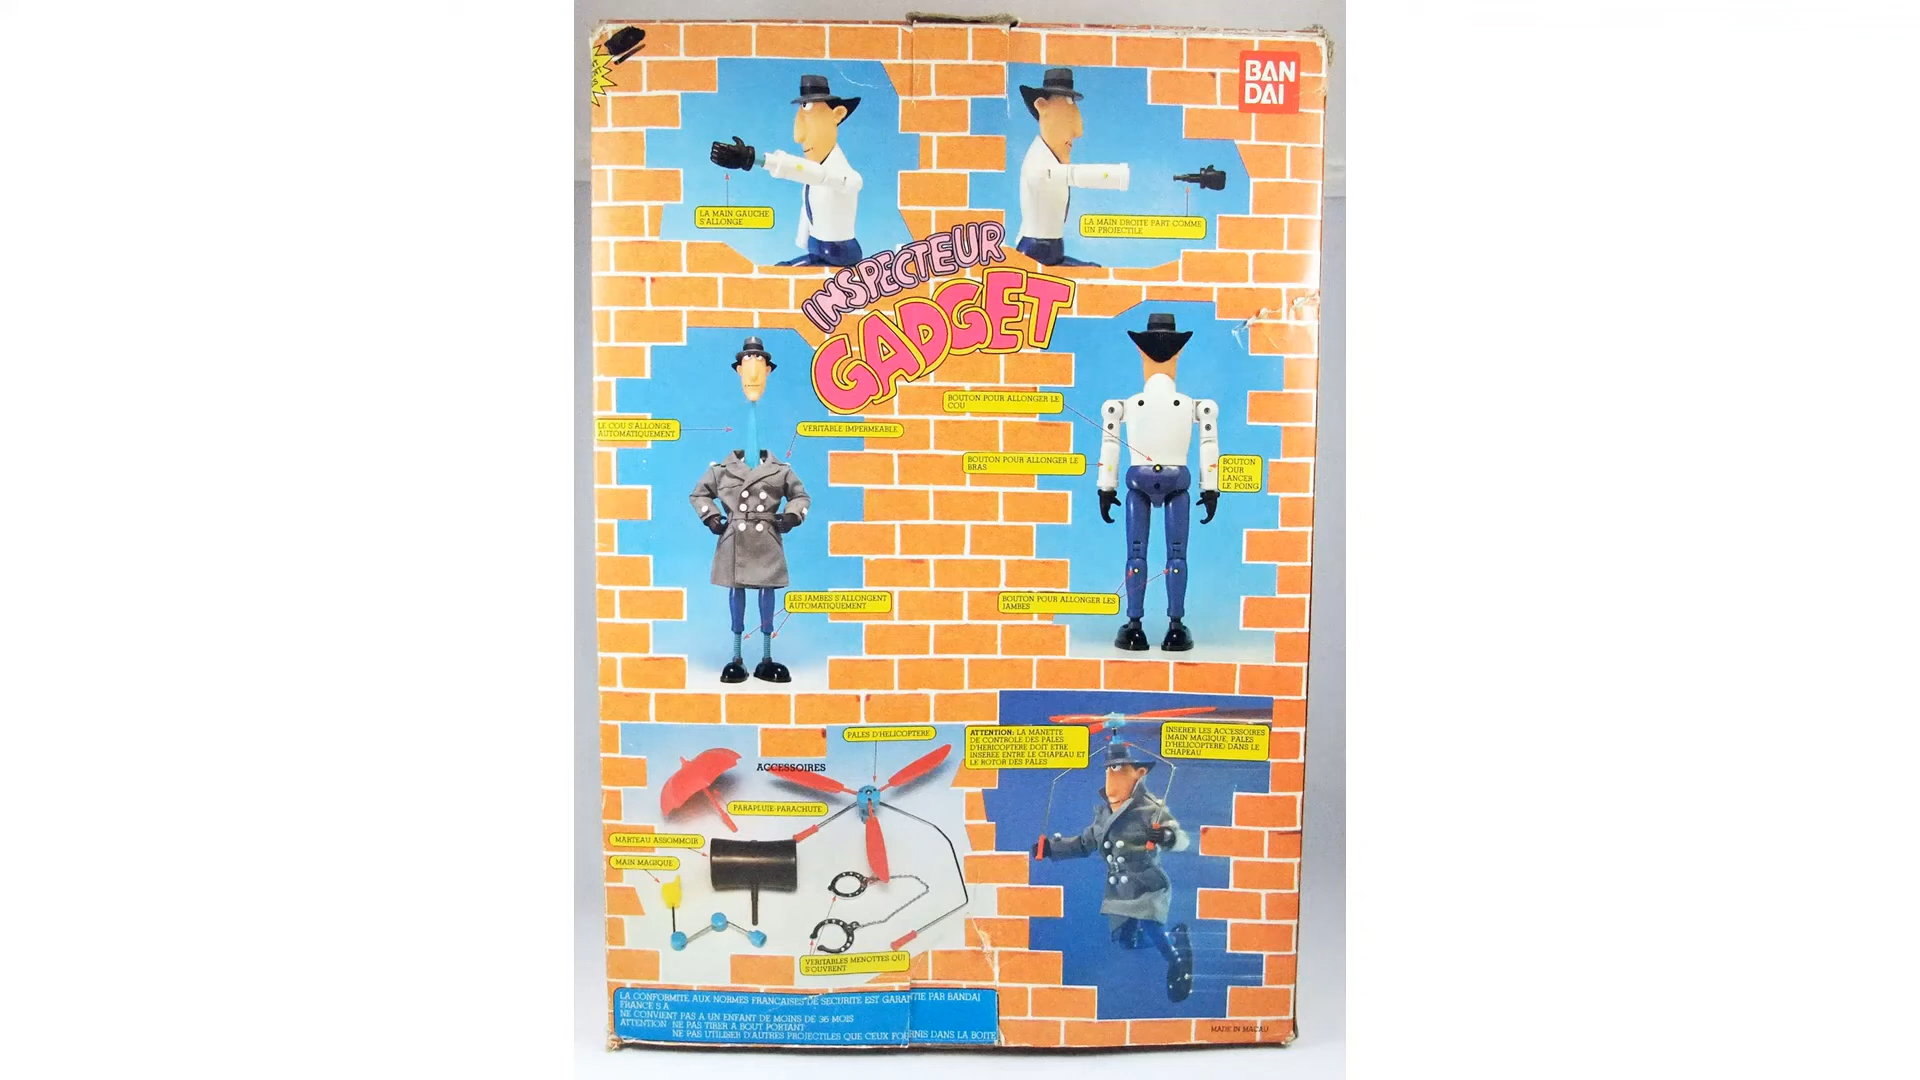 BAN
DAI
LA MAIN GAUCHE
S'ALLONGE
LA MAIN DROITE PART COMME
UN PROJECTILE
INSPECTEUR
GADGET
BOUTON POUR ALLONGER LE
COU
LE COU S'ALLONGE
AUTOMATIQUEMENT
VERITABLE IMPERMEABLE
BOUTON POUR ALLONGER LE
BRAS
BOUTON
POUR
LANCER
LE POING
LES JAMBES S'ALLONGENT
AUTOMATIQUEMENT
BOUTON POUR ALLONGER LES
JAMBES
PALES D'HELICOPTERE
ATTENTION: LA MANETTE
DE CONTROLE DES PALES
D'HERICOPTERE DOIT ETRE
INSEREE ENTRE LE CHAPEAU ET
LE ROTOR DES PALES
INSERER LES ACCESSOIRES
(MAIN MAGIQUE, PALES
D'HELICOPTERE) DANS LE
CHAPEAU
ACCESSOIRES
PARAPLUIE-PARACHUTE
MARTEAU ASSOMMOIR
MAIN MAGIQUE
VERITABLES MENOTTES QUI
S'OUVRENT
LA CONFORMITE AUX NORMES FRANCAISES DE SECURITE EST GARANTIE PAR BANDAI
FRANCE S A
NE CONVIENT PAS A UN ENFANT DE MOINS DE 36 MOIS
ATTENTION : NE PAS TIRER A BOUT PORTANT
NE PAS UTILISER D'AUTRES PROJECTILES QUE CEUX FOURNIS DANS LA BOITE
MADE IN MACAU